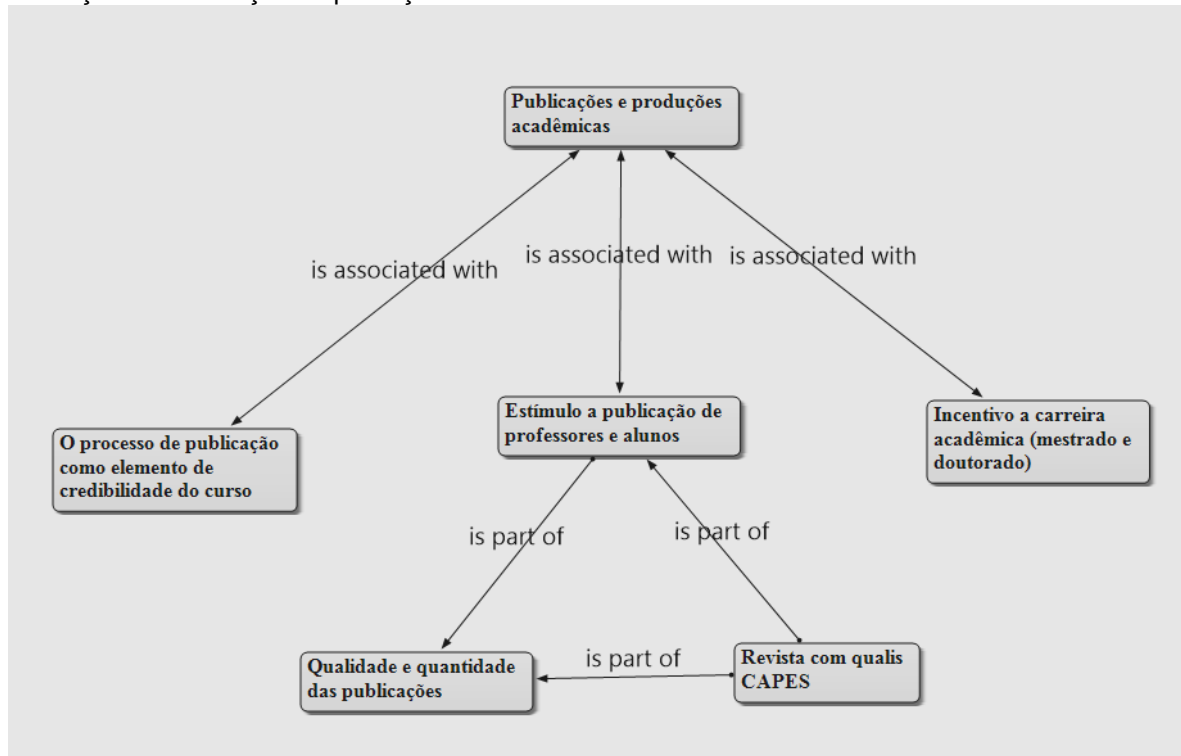 Publicações e produções
acadêmicas
is associated with
is associated with
is associated with
O processo de publicação
como elemento de
credibilidade do curso
Estímulo a publicação de
professores e alunos
Incentivo a carreira
acadêmica (mestrado e
doutorado)
is part of
is part of
Qualidade e quantidade
das publicações
is part of
Revista com qualis
CAPES